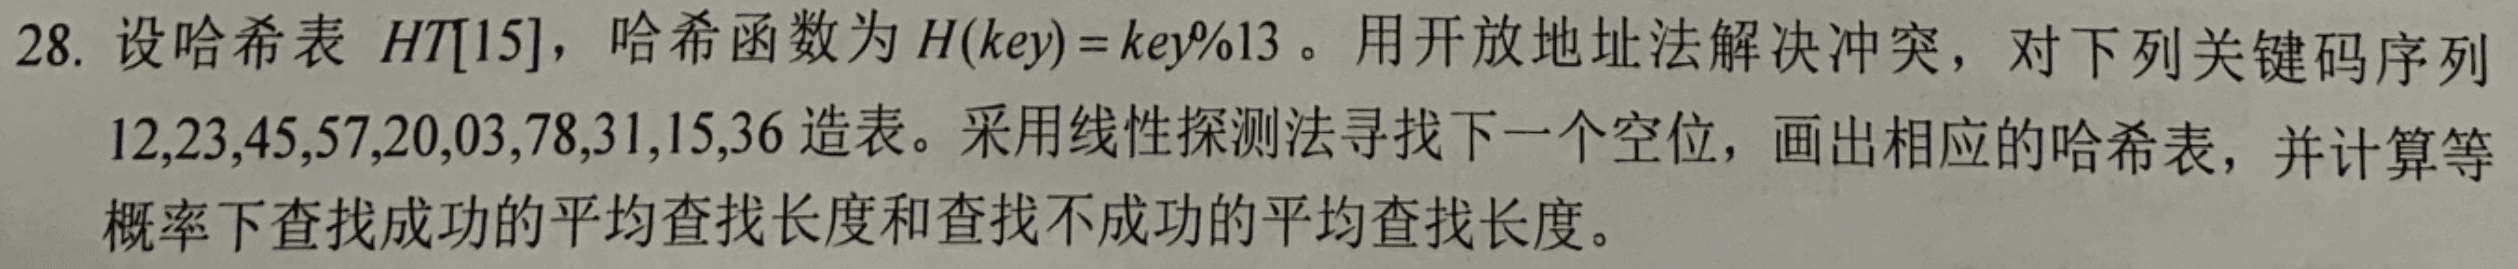 28. 设哈希表 HT[15]，哈希函数为 H(key) = key%13 。用开放地址法解决冲突，对下列关键码序列
12,23,45,57,20,03,78,31,15,36 造表。采用线性探测法寻找下一个空位，画出相应的哈希表，并计算等
概率下查找成功的平均查找长度和查找不成功的平均查找长度。